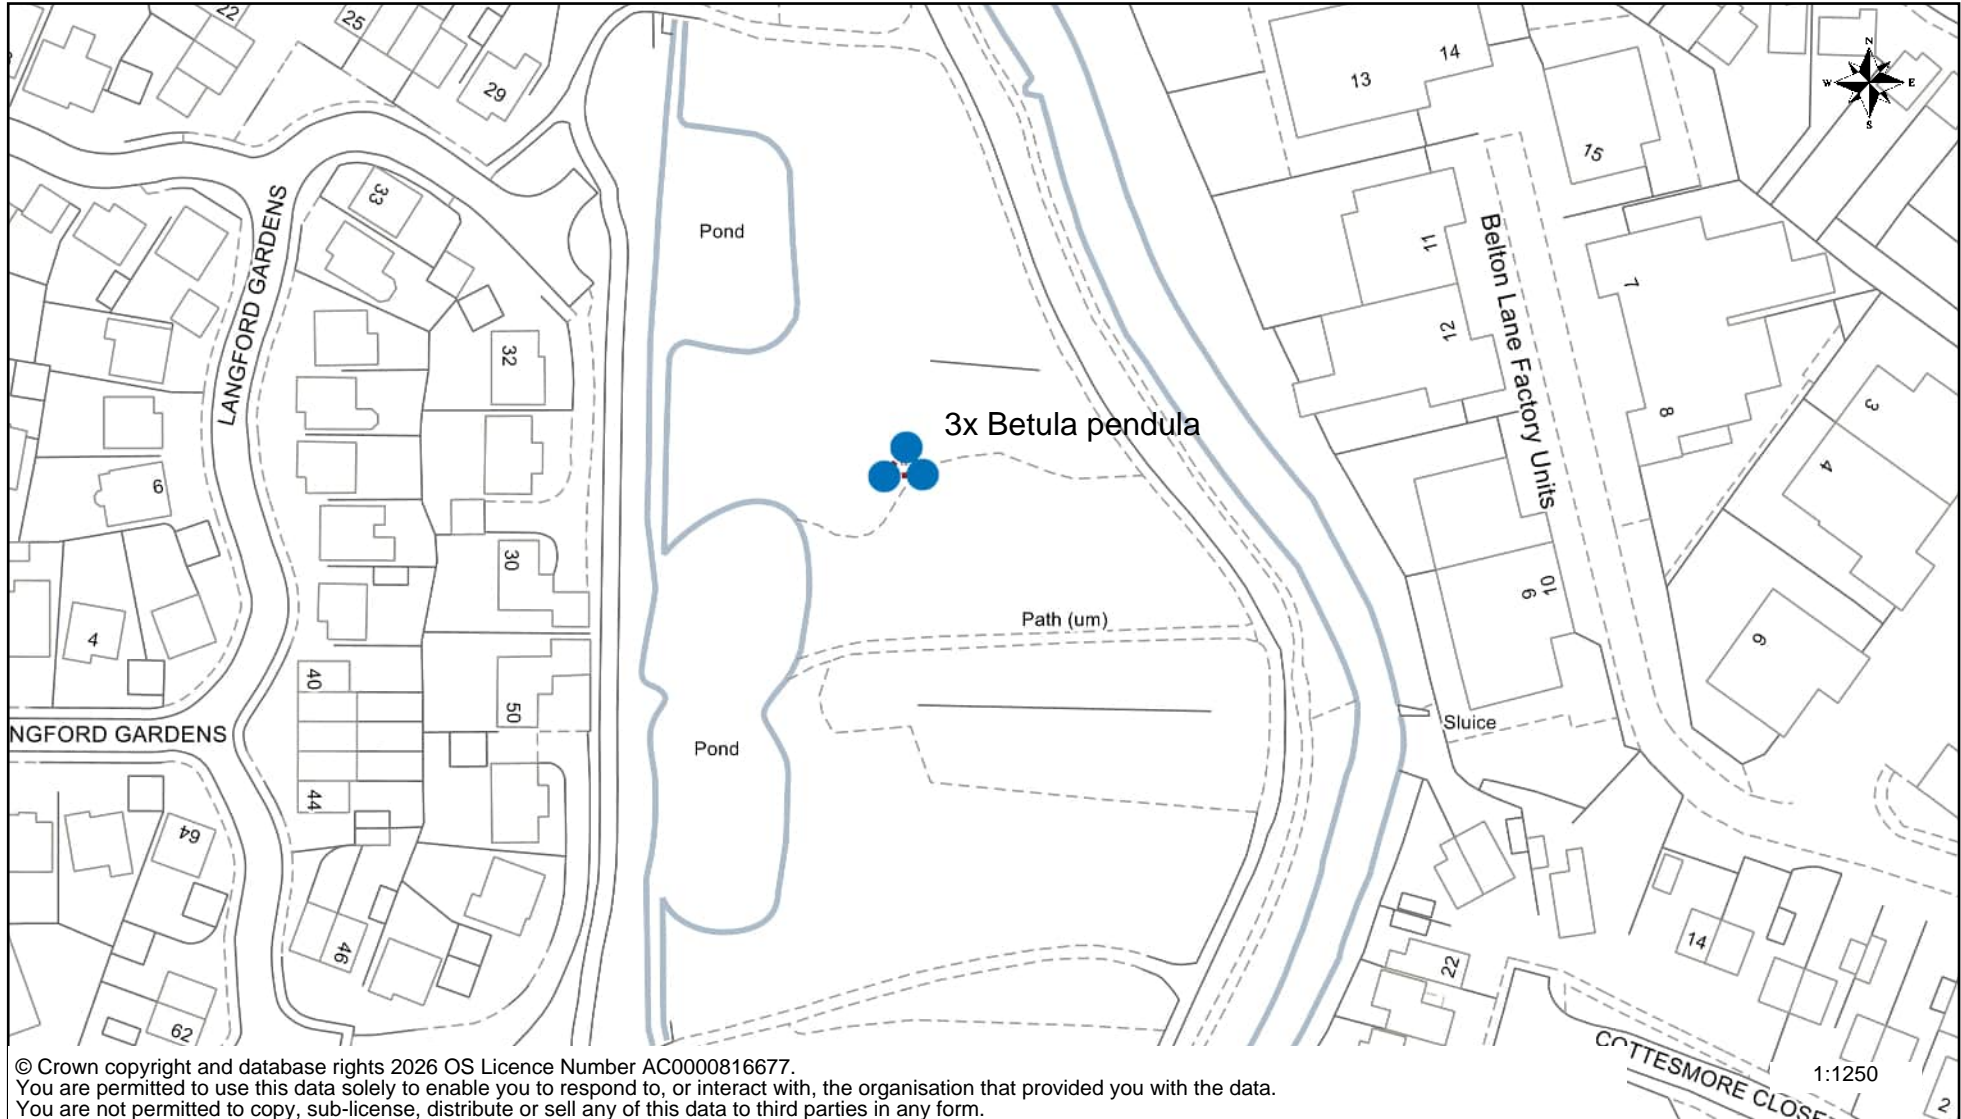 22
25
29
14
13
15
N
W
E
S
33
LANGFORD GARDENS
Pond
11
Belton Lane Factory Units
7
12
32
8
3
4
3x Betula pendula
6
30
10
9
6
4
Path (um)
40
50
Sluice
NGFORD GARDENS
Pond
44
64
46
22
14
62
COTTESMORE CLOSE
2
1:1250
© Crown copyright and database rights 2026 OS Licence Number AC0000816677.
You are permitted to use this data solely to enable you to respond to, or interact with, the organisation that provided you with the data.
You are not permitted to copy, sub-license, distribute or sell any of this data to third parties in any form.